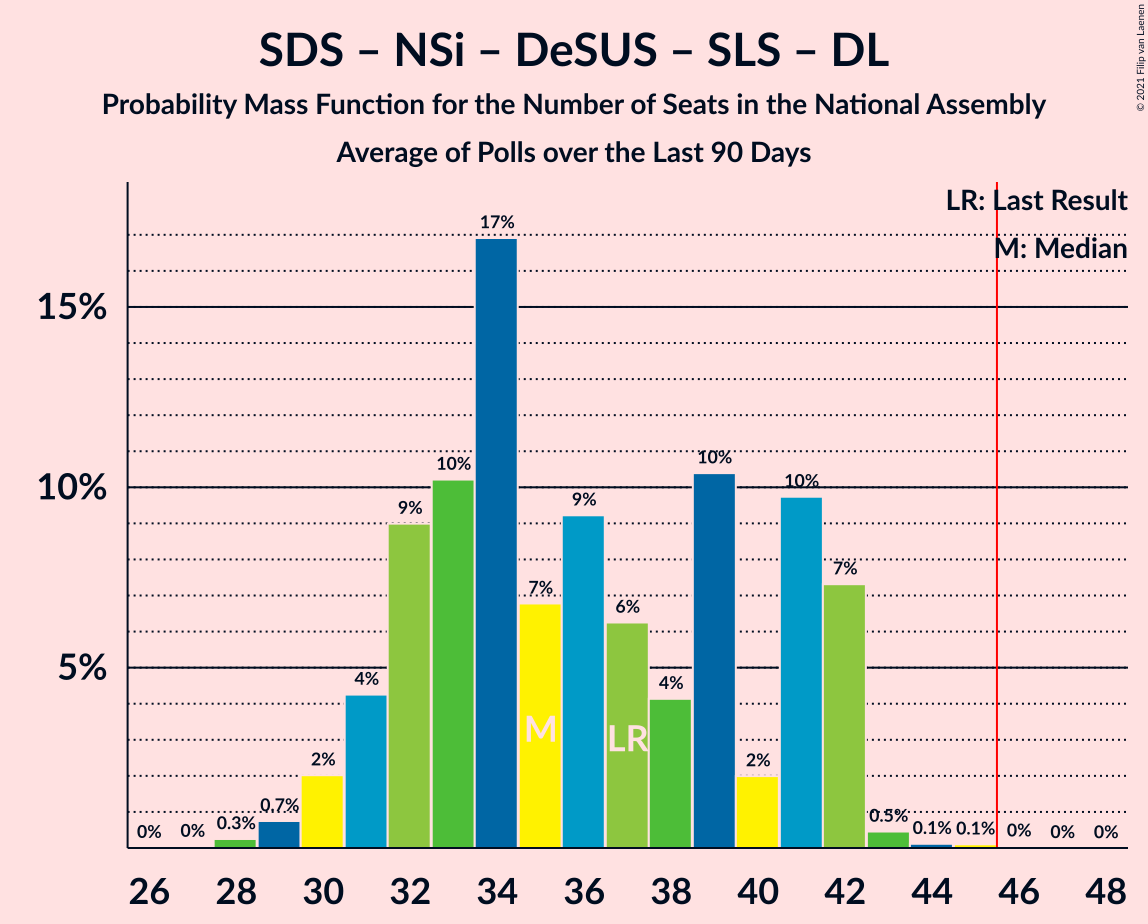 SDS – NSi – DeSUS – SLS – DL
Probability Mass Function for the Number of Seats in the National Assembly
Average of Polls over the Last 90 Days
© 2021 Filip van Laenen
LR: Last Result
M: Median
15%
10%
5%
0% 0% 0.3% 0.7% 2% 4% 9% 10% 17% 7% 9% 6% 4% 10% 2% 10% 7% 0.5% 0.1% 0.1% 0% 0% 0%
M LR
26 28 30 32 34 36 38 40 42 44 46 48